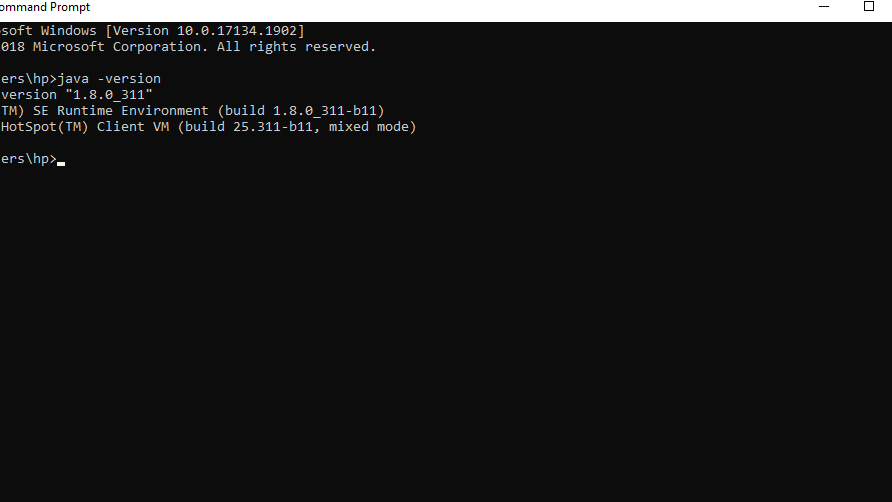 ommand Prompt
soft Windows [Version 10.0.17134.1902]
018 Microsoft Corporation. All rights reserved.
ers\hp>java -version
version "1.8.0_311"
TM) SE Runtime Environment (build 1.8.0_311-b11)
HotSpot(TM) Client VM (build 25.311-b11, mixed mode)
ers\hp>